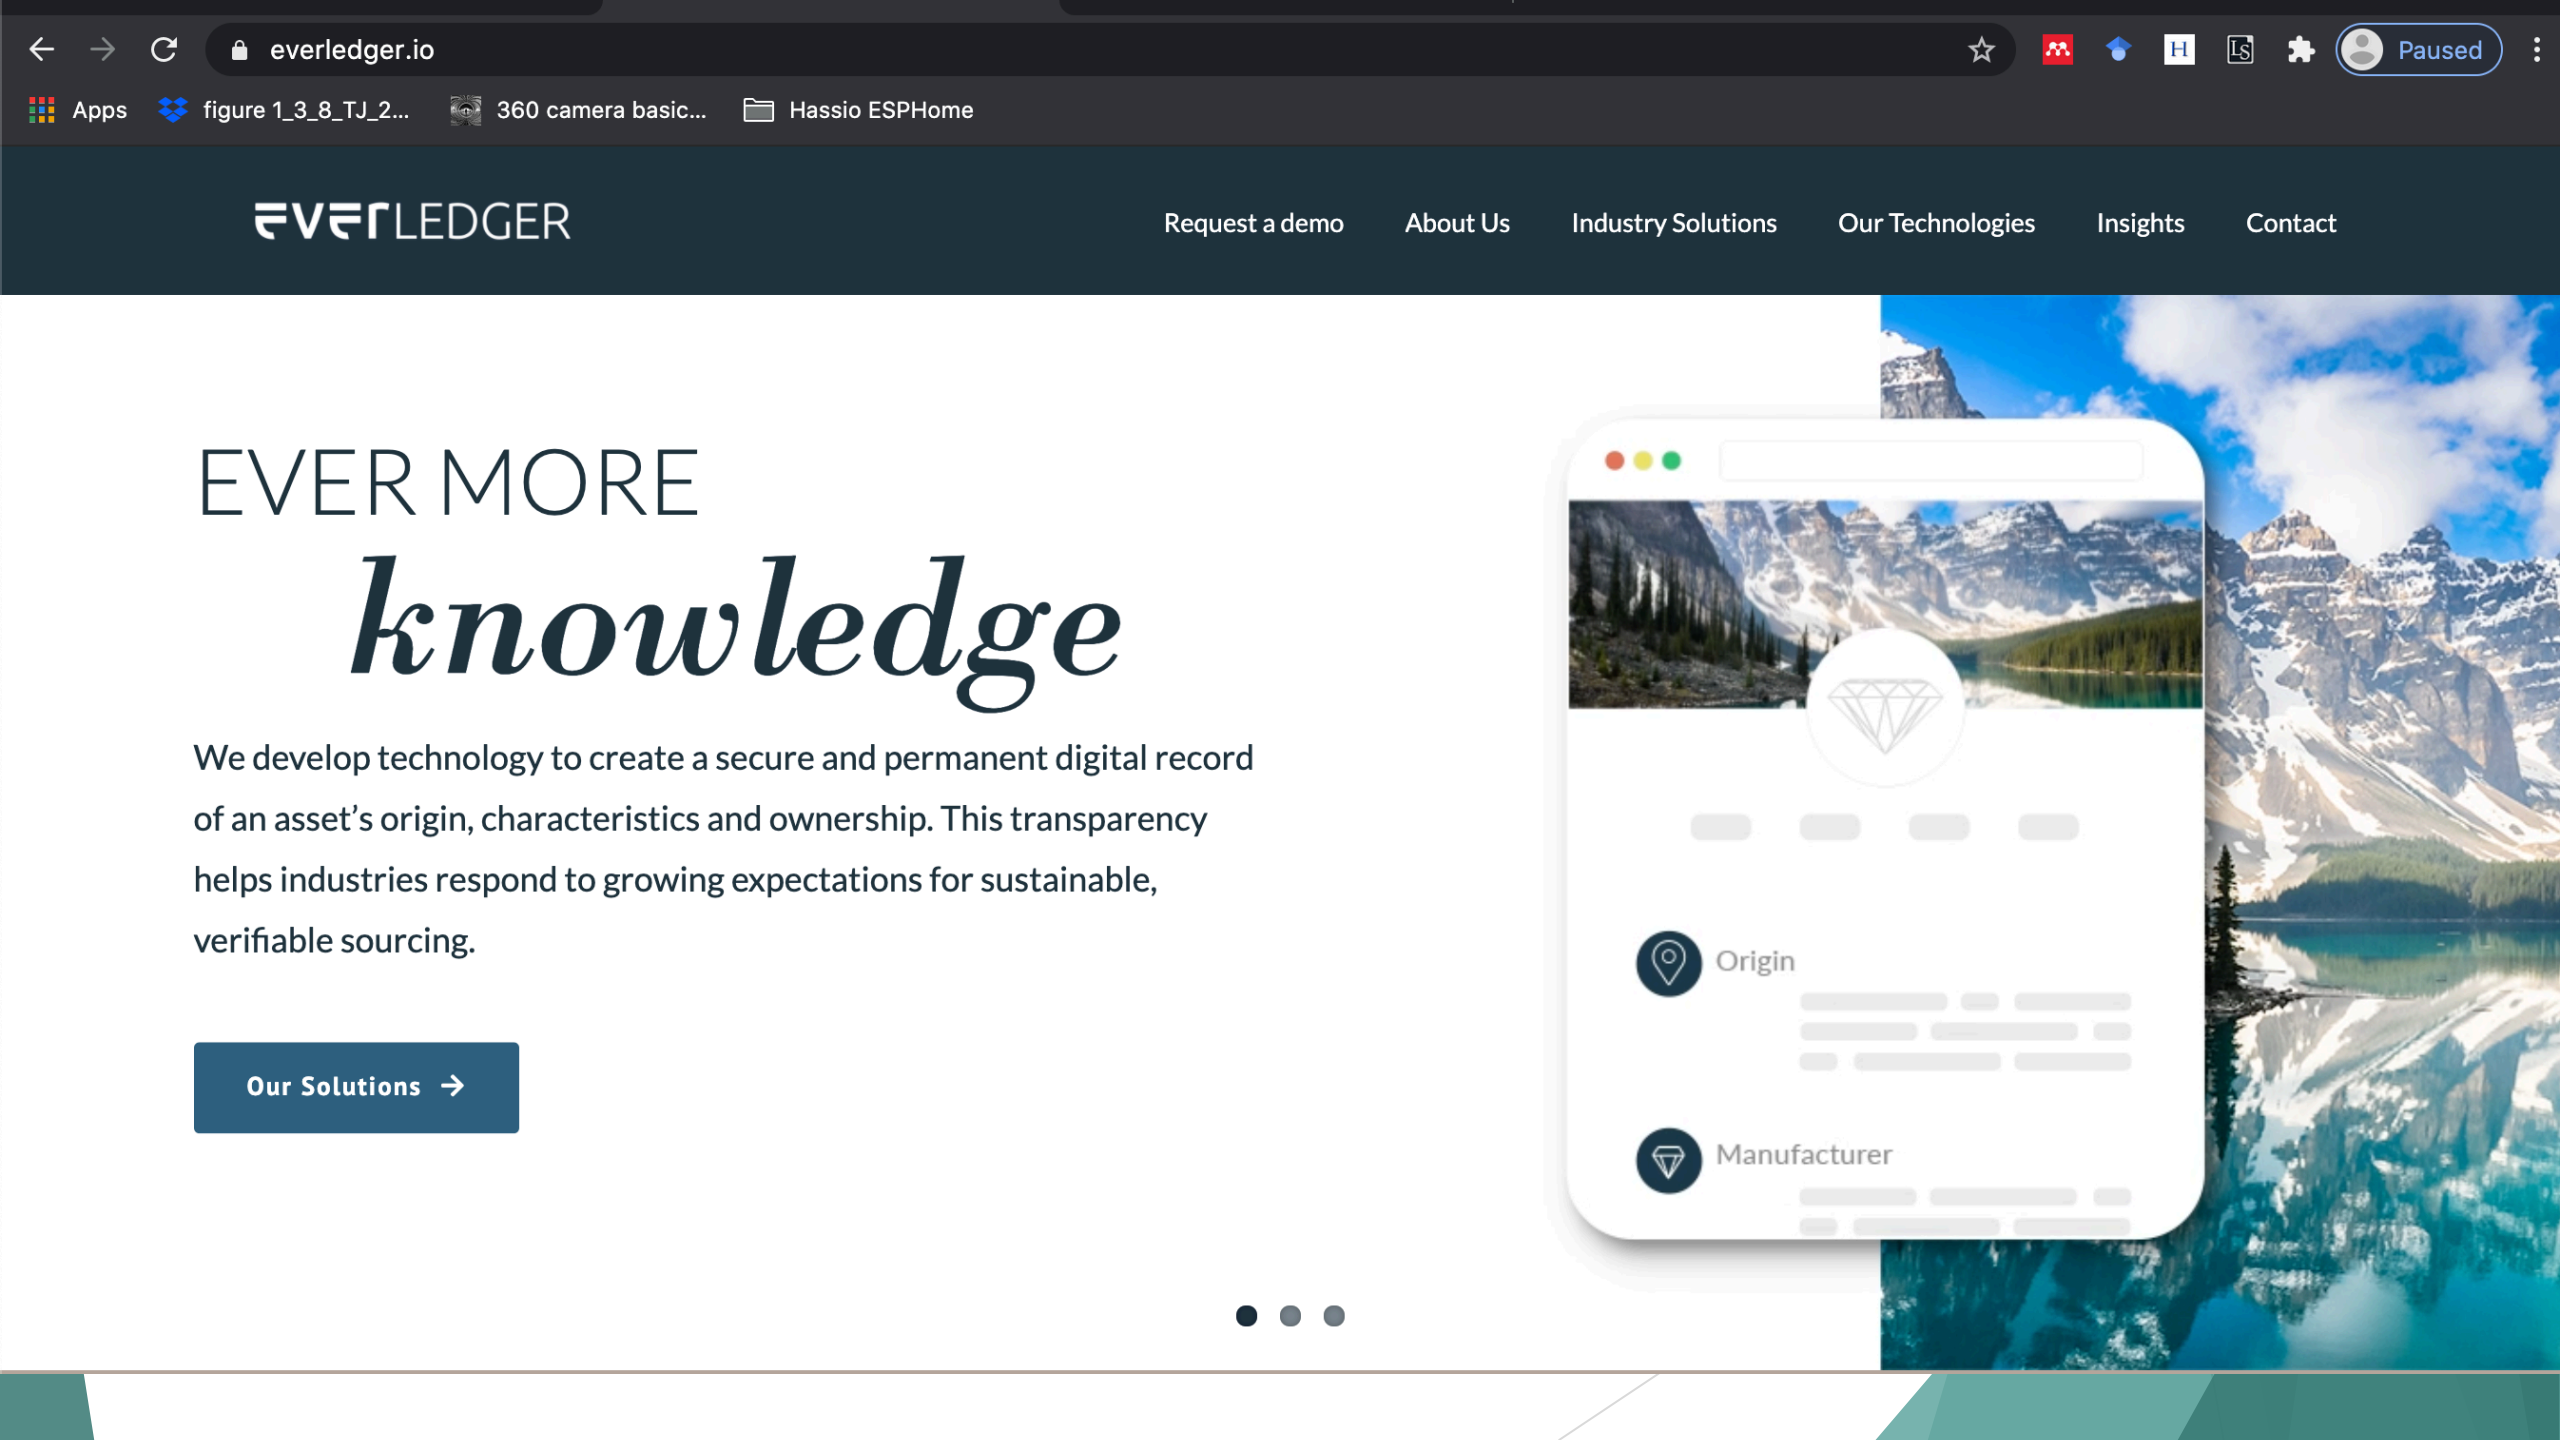 everledger.io
Paused
Apps
figure 1_3_8_TJ_2...
360 camera basic...
Hassio ESPHome
EVERLEDGER
Request a demo
About Us
Industry Solutions
Our Technologies
Insights
Contact
EVER MORE
knowledge
We develop technology to create a secure and permanent digital record
of an asset’s origin, characteristics and ownership. This transparency
helps industries respond to growing expectations for sustainable,
verifiable sourcing.
Our Solutions
Origin
Manufacturer
H
LS